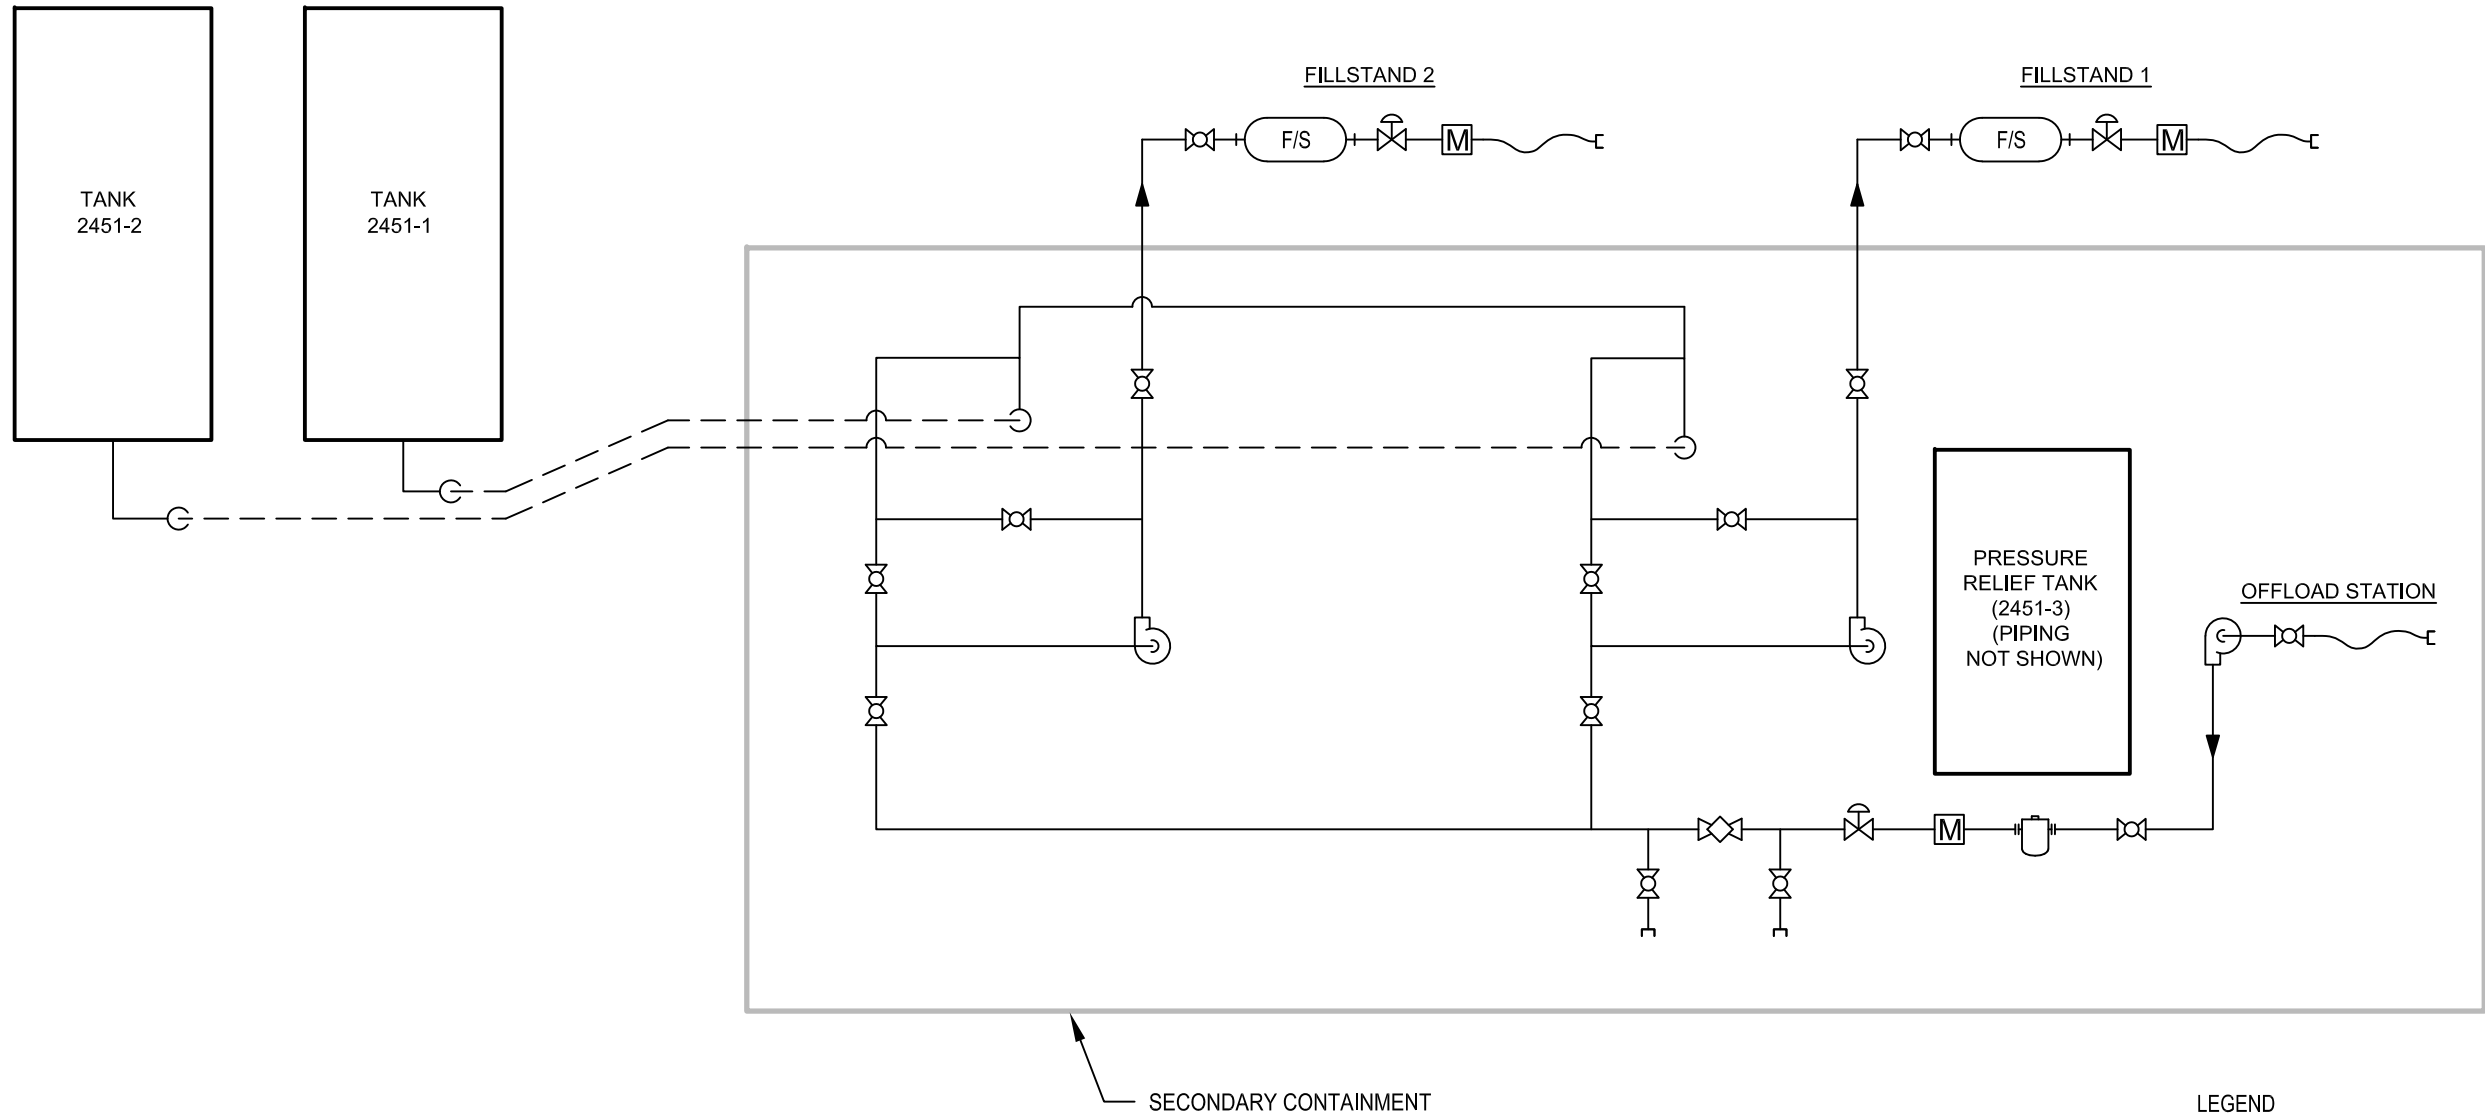 FILLSTAND 2
FILLSTAND 1
F/S
M
F/S
M
TANK
2451-2
TANK
2451-1
PRESSURE
RELIEF TANK
(2451-3)
(PIPING
NOT SHOWN)
OFFLOAD STATION
M
SECONDARY CONTAINMENT
LEGEND